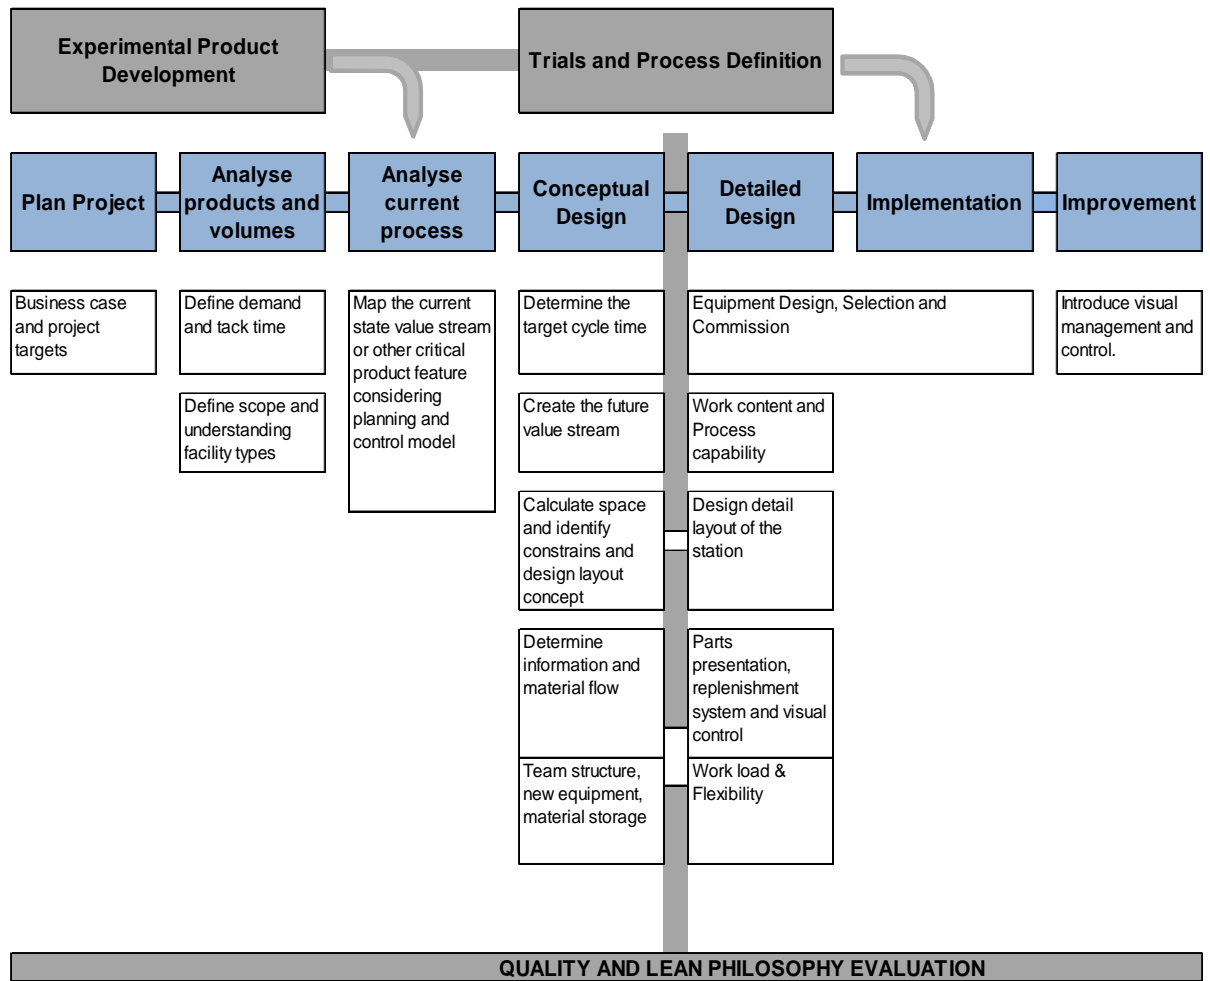 Experimental Product
Development
Trials and Process Definition
Plan Project
Analyse
products and
volumes
Analyse
current
process
Conceptual
Design
Detailed
Design
Implementation
Improvement
Business case
and project
targets
Define demand
and tack time
Define scope and
understanding
facility types
Map the current
state value stream
or other critical
product feature
considering
planning and
control model
Determine the
target cycle time
Create the future
value stream
Calculate space
and identify
constrains and
design layout
concept
Determine
information and
material flow
Team structure,
new equipment,
material storage
Equipment Design, Selection and
Commission
Work content and
Process
capability
Design detail
layout of the
station
Parts
presentation,
replenishment
system and visual
control
Work load &
Flexibility
Introduce visual
management and
control.
QUALITY AND LEAN PHILOSOPHY EVALUATION